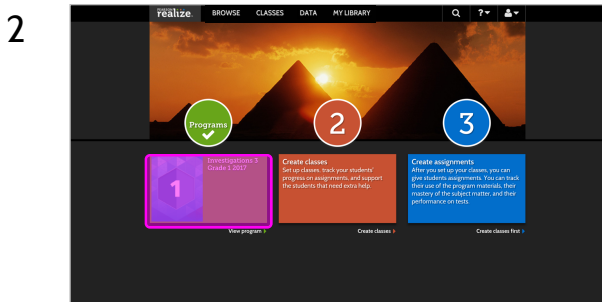 2
PEARSON
realize.
BROWSE CLASSES DATA MY LIBRARY
?
Programs
2
3
1
Investigations 3
Grade 1 2017
View program
Create classes
Set up classes, track your students'
progress on assignments, and support
the students that need extra help.
Create classes
Create assignments
After you set up your classes, you can
give students assignments. You can track
their use of the program materials, their
mastery of the subject matter, and their
performance on tests.
Create classes first